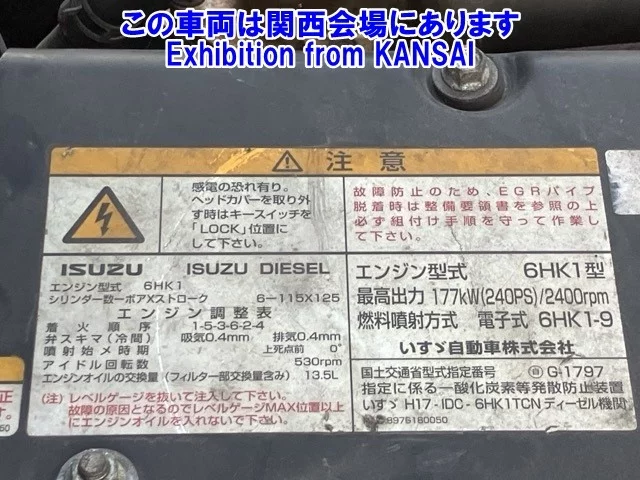 この車両は関西会場にあります
Exhibition from KANSAI
注意
感電の恐れ有り。
ヘッドカバーを取り外
す時はキースイッチを
「LOCK」位置に
して下さい。
故障防止のため、EGRパイプ
脱着時は整備要領書を参照の上
必ず組付け手順を守って作業し
て下さい。
ISUZU ISUZU DIESEL
エンジン型式 6HK1
シリンダー数ーボアXストローク 6-115X125
エンジン調整表
着火順序 1-5-3-6-2-4
弁スキマ(冷間) 吸気0.4mm 排気0.4mm
噴射始メ時期 上死点前 0°
アイドル回転数 530rpm
エンジンオイルの交換量(フィルター部交換量含み) 13.5L
(注)レベルゲージを抜いて注入して下さい。
故障の原因となるのでレベルゲージMAX位置以上
にエンジンオイルを入れないで下さい。
エンジン型式 6HK1型
最高出力 177kW(240PS)/2400rpm
燃料噴射方式 電子式 6HK1-9
いすゞ自動車株式会社
国土交通省型式指定番号 G-1797
指定に係る一酸化炭素等発散防止装置
いすゞ H17-IDC-6HK1TCN ディーゼル機関
8976180050